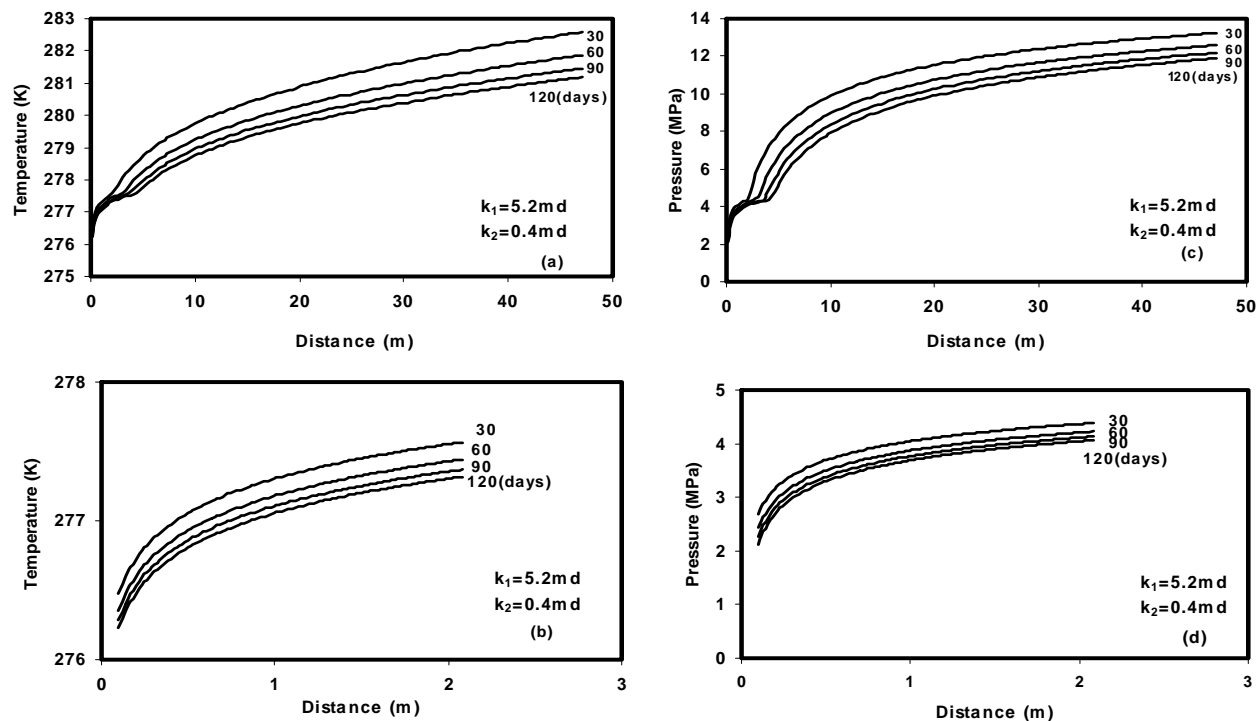 283
282
281
280
279
278
277
276
275
Temperature (K)
30
60
90
120(days)
k1=5.2md
k2=0.4md
(a)
0 10 20 30 40 50
Distance (m)
14
12
10
8
6
4
2
0
Pressure (MPa)
30
60
90
120(days)
k1=5.2md
k2=0.4md
(c)
0 10 20 30 40 50
Distance (m)
278
277
276
Temperature (K)
30
60
90
120(days)
k1=5.2md
k2=0.4md
(b)
0 1 2 3
Distance (m)
5
4
3
2
1
0
Pressure (MPa)
30
60
90
120(days)
k1=5.2md
k2=0.4md
(d)
0 1 2 3
Distance (m)